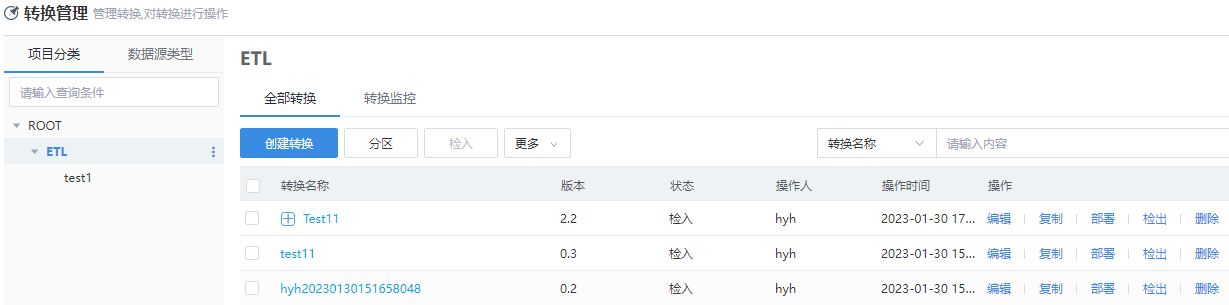 转换管理 管理转换,对转换进行操作
项目分类 数据源类型
请输入查询条件
ROOT
ETL
test1
ETL
全部转换 转换监控
创建转换 分区 检入 更多 转换名称 请输入内容
转换名称 版本 状态 操作人 操作时间 操作
Test11 2.2 检入 hyh 2023-01-30 17... 编辑 复制 部署 检出 删除
test11 0.3 检入 hyh 2023-01-30 15... 编辑 复制 部署 检出 删除
hyh20230130151658048 0.2 检入 hyh 2023-01-30 15... 编辑 复制 部署 检出 删除